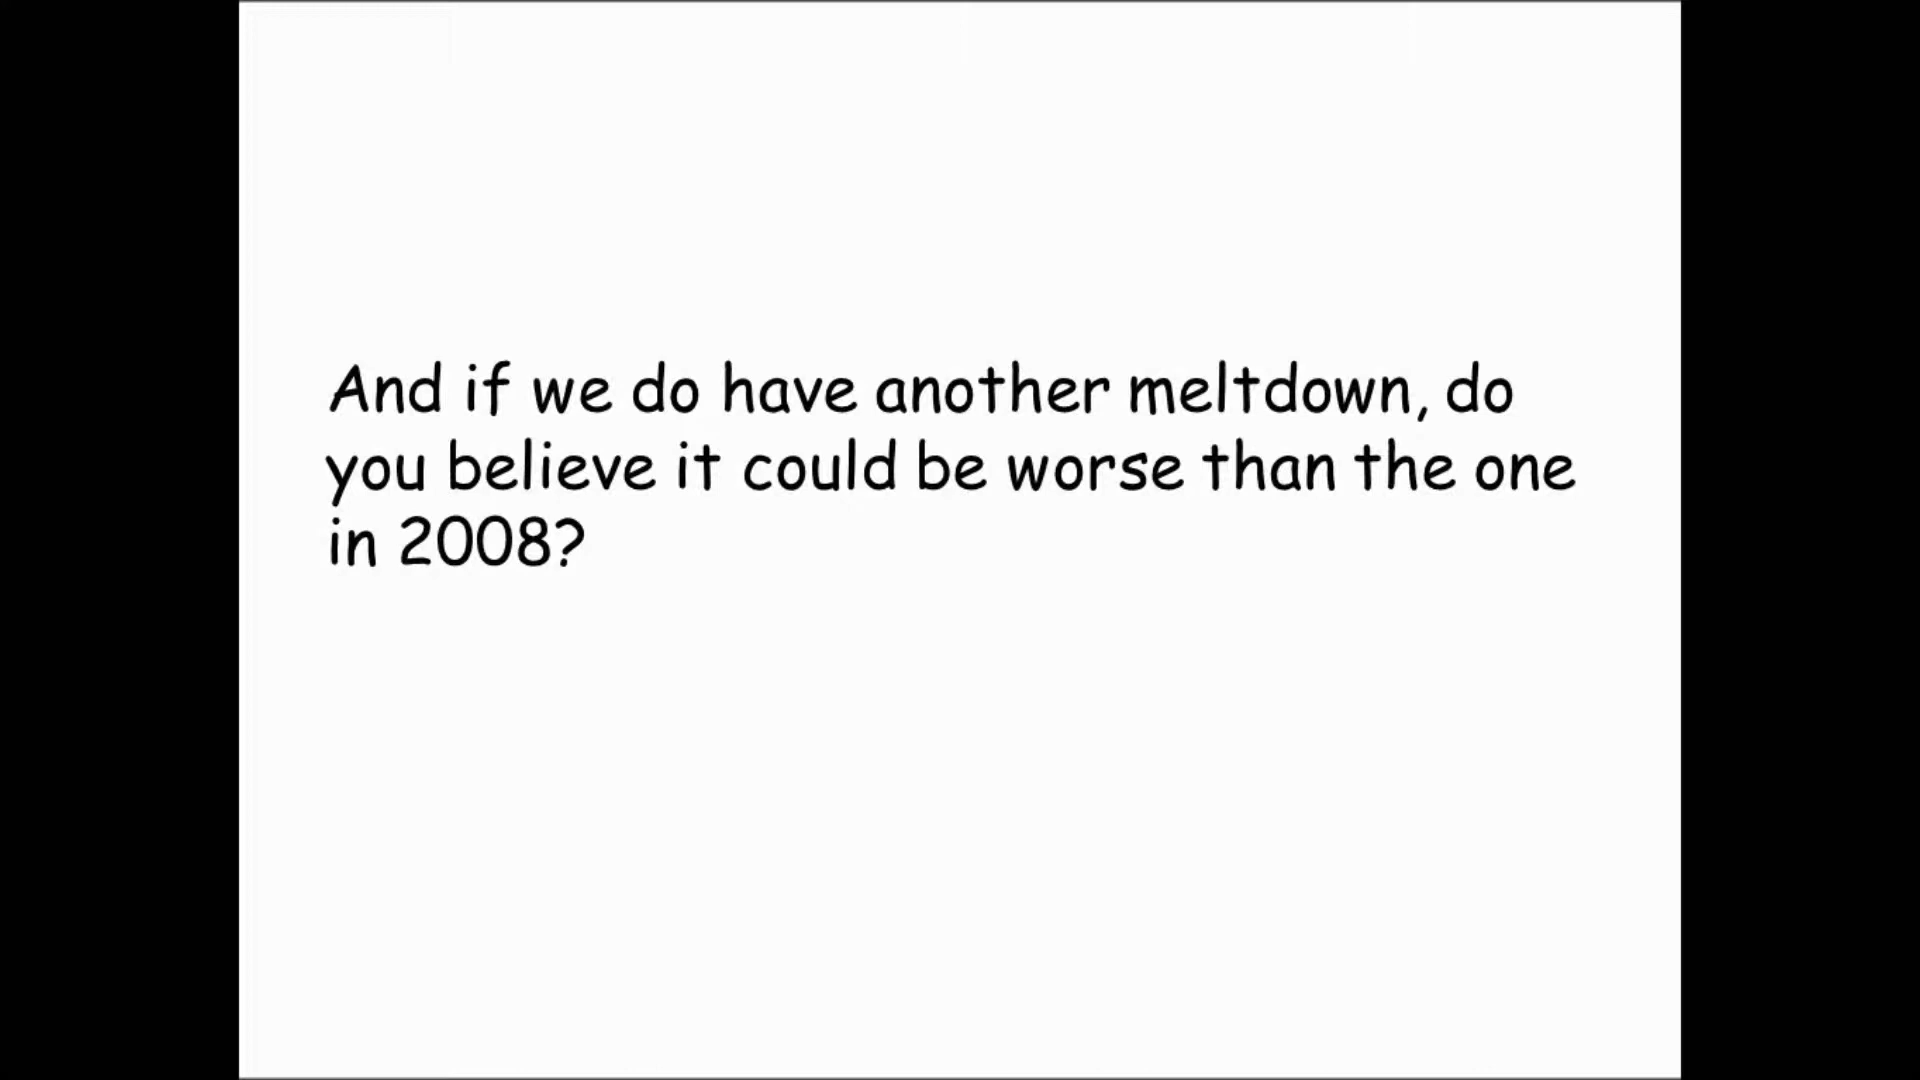 And if we do have another meltdown, do
you believe it could be worse than the one
in 2008?